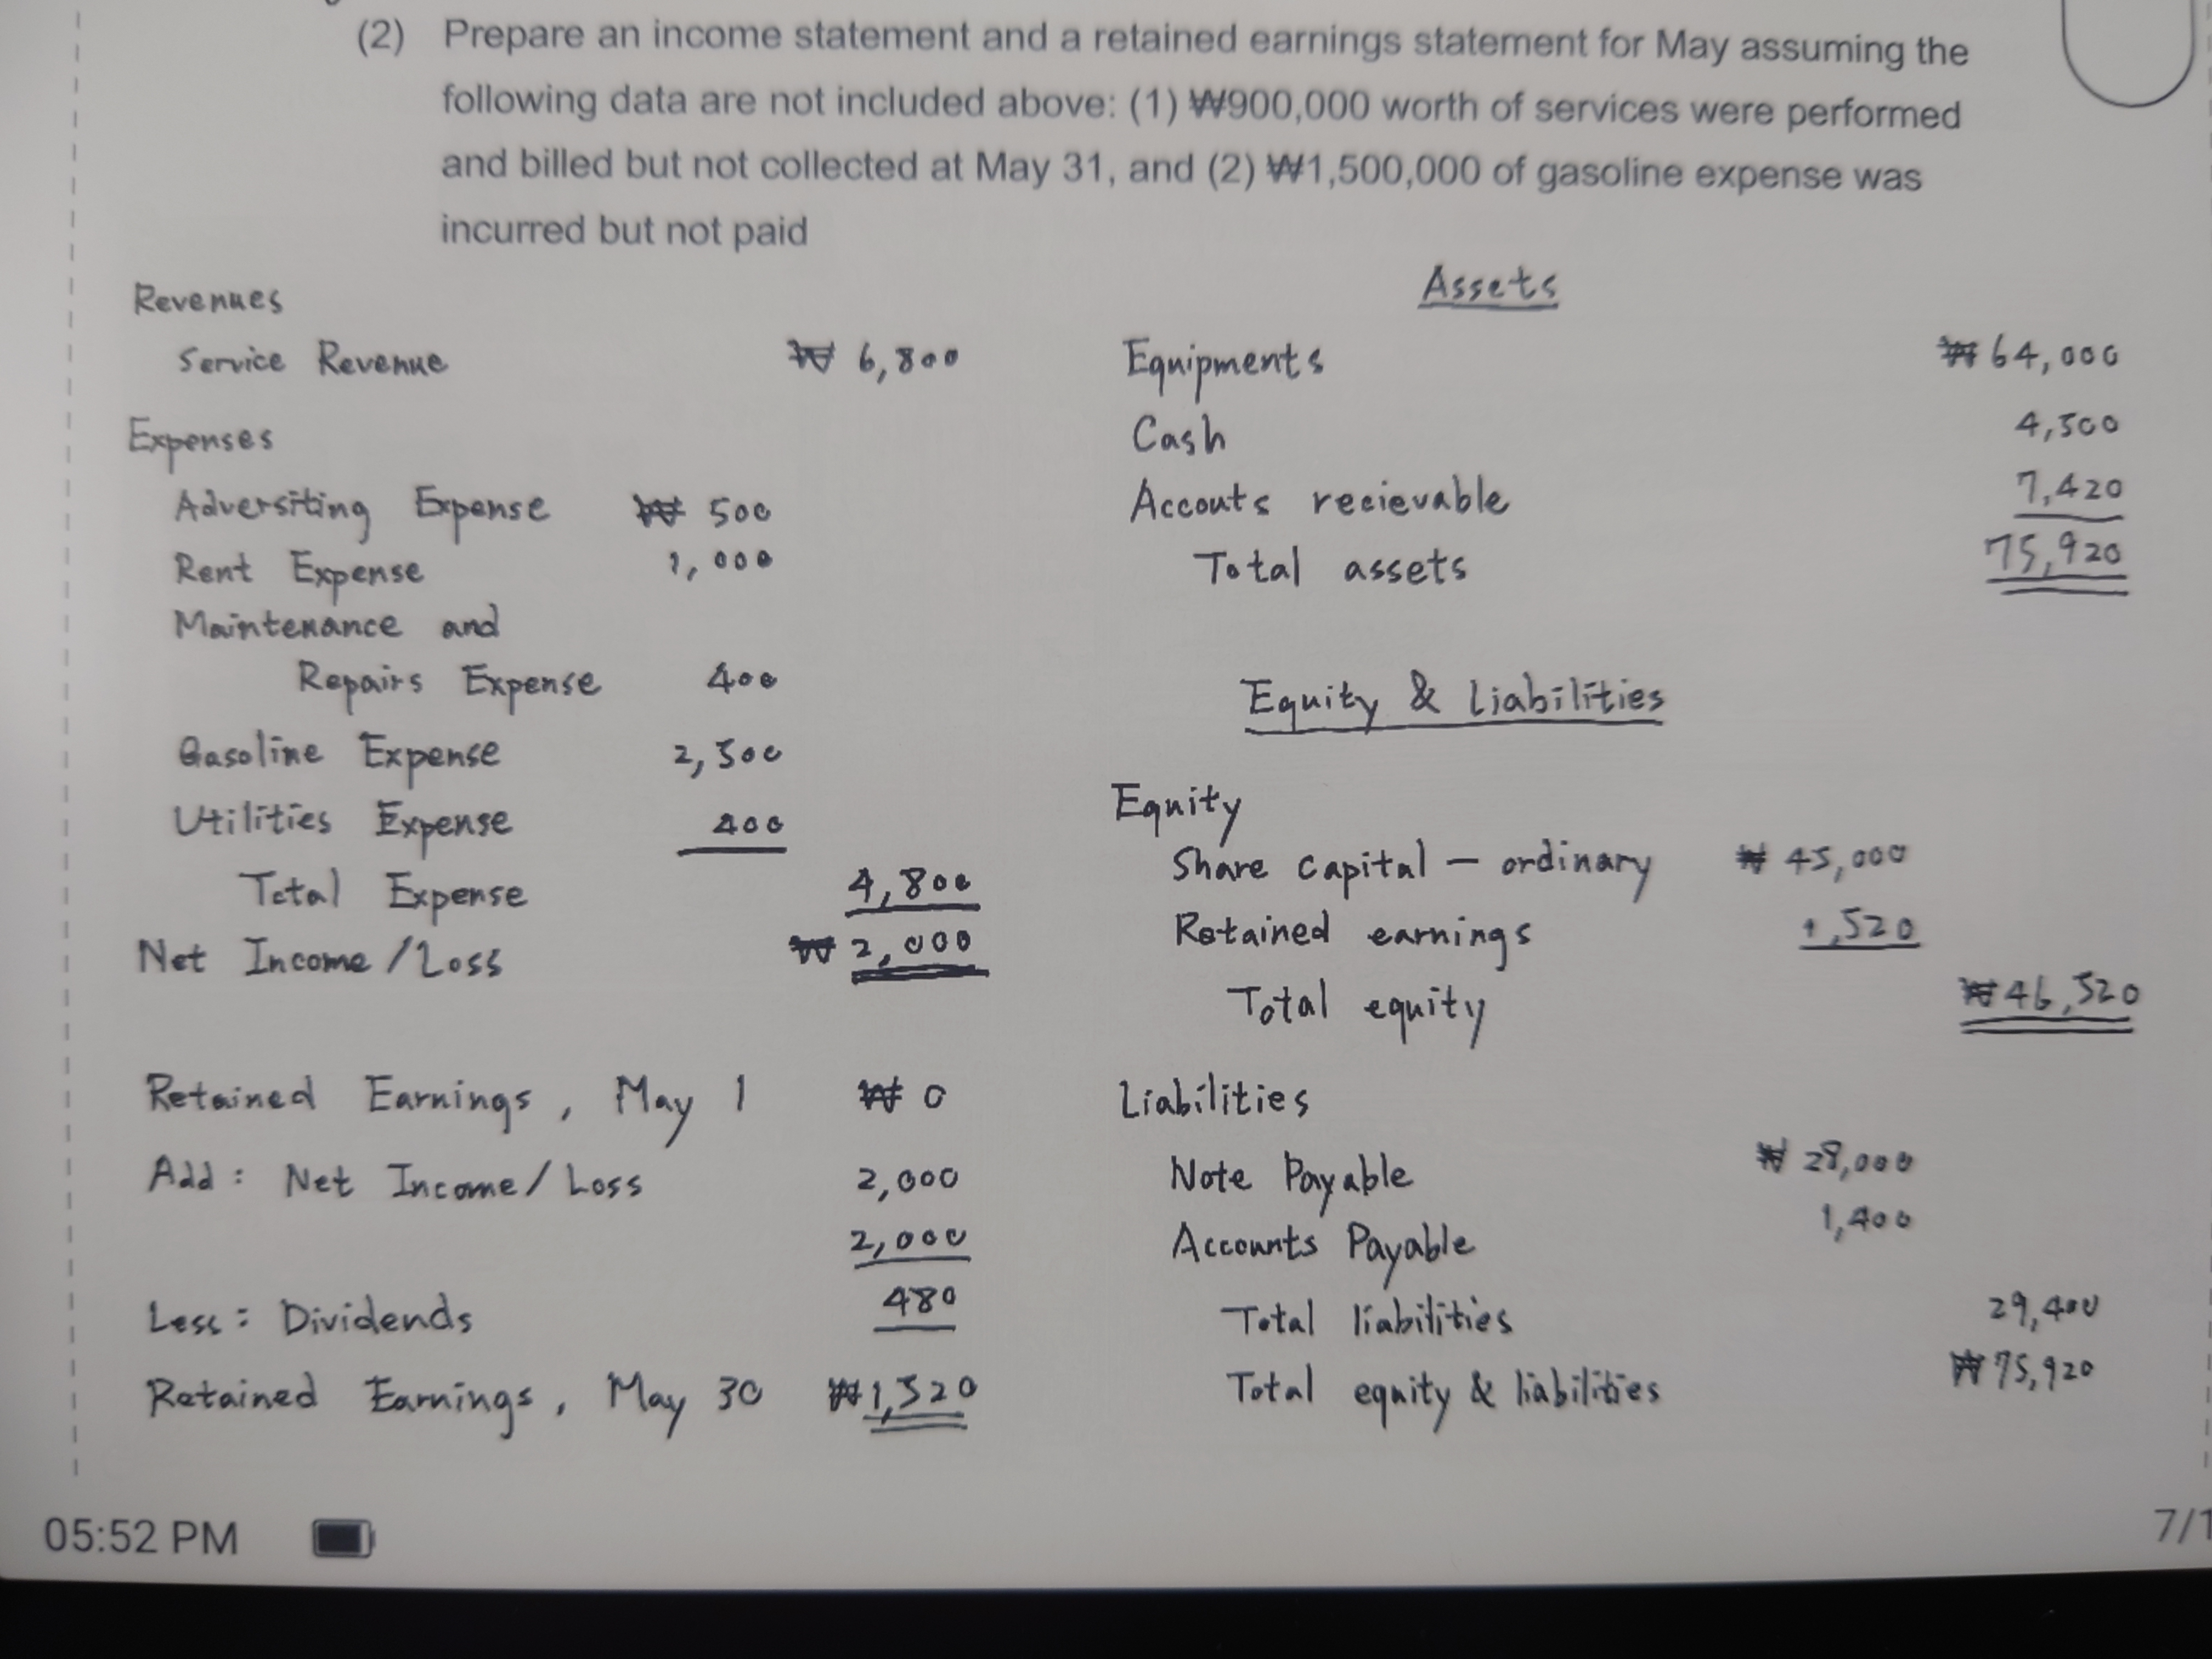 (2) Prepare an income statement and a retained earnings statement for May assuming the
following data are not included above: (1) ₩900,000 worth of services were performed
and billed but not collected at May 31, and (2) ₩1,500,000 of gasoline expense was
incurred but not paid
Revenues
Service Revenue ₩ 6,800
Expenses
Adversiting Expense ₩ 500
Rent Expense 1,000
Maintenance and
Repairs Expense 400
Gasoline Expense 2,500
Utilities Expense 400
Total Expense 4,800
Net Income/Loss ₩ 2,000
Retained Earnings, May 1 ₩ 0
Add: Net Income/Loss 2,000
2,000
Less: Dividends 480
Retained Earnings, May 30 ₩1,520
Assets
Equipments ₩64,000
Cash 4,500
Accouts recievable 7,420
Total assets 75,920
Equity & Liabilities
Equity
Share capital – ordinary ₩ 45,000
Retained earnings 1,520
Total equity ₩46,520
Liabilities
Note Payable ₩ 28,000
Accounts Payable 1,400
Total liabilities 29,400
Total equity & liabilities ₩75,920
05:52 PM
7/1